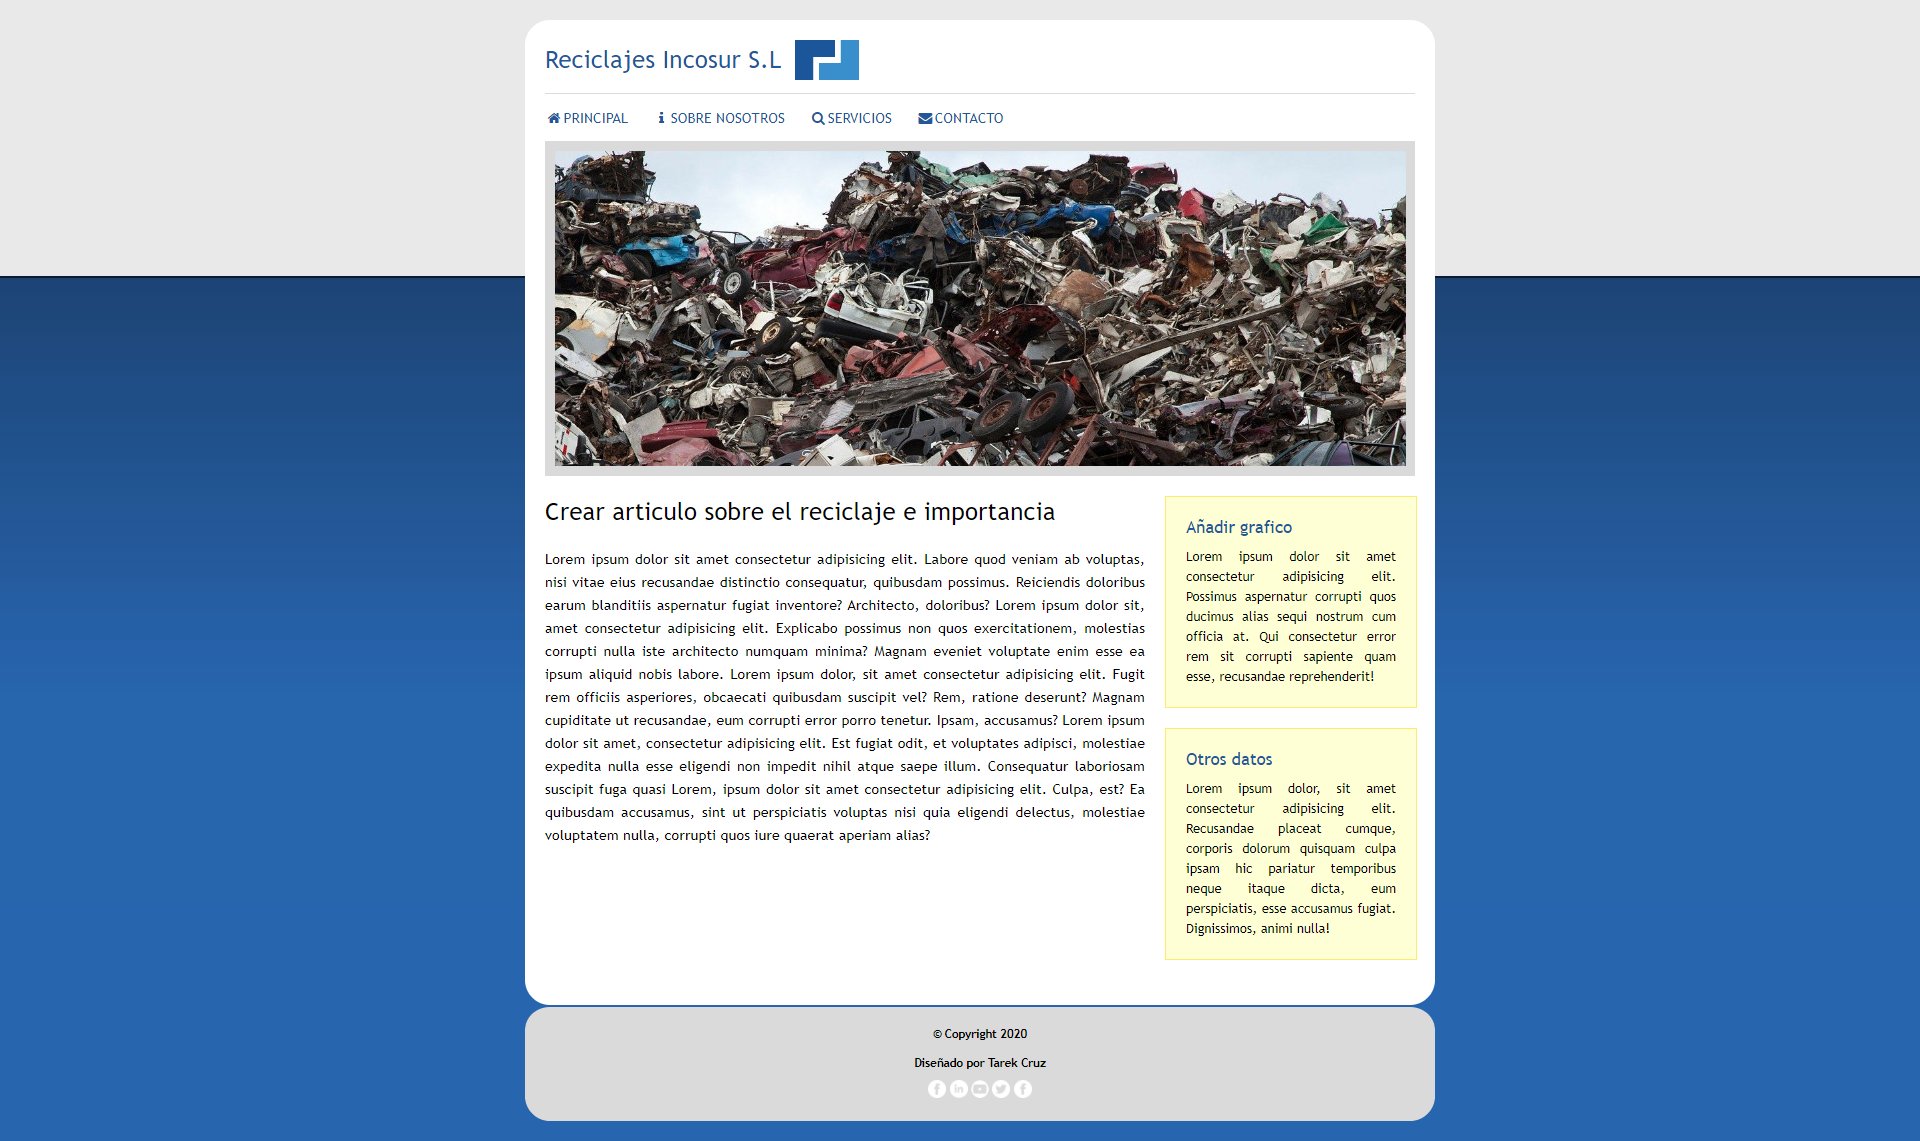 Reciclajes Incosur S.L
PRINCIPAL
SOBRE NOSOTROS
SERVICIOS
CONTACTO
Crear articulo sobre el reciclaje e importancia
Lorem ipsum dolor sit amet consectetur adipisicing elit. Labore quod veniam ab voluptas,
nisi vitae eius recusandae distinctio consequatur, quibusdam possimus. Reiciendis doloribus
earum blanditiis aspernatur fugiat inventore? Architecto, doloribus? Lorem ipsum dolor sit,
amet consectetur adipisicing elit. Explicabo possimus non quos exercitationem, molestias
corrupti nulla iste architecto numquam minima? Magnam eveniet voluptate enim esse ea
ipsum aliquid nobis labore. Lorem ipsum dolor, sit amet consectetur adipisicing elit. Fugit
rem officiis asperiores, obcaecati quibusdam suscipit vel? Rem, ratione deserunt? Magnam
cupiditate ut recusandae, eum corrupti error porro tenetur. Ipsam, accusamus? Lorem ipsum
dolor sit amet, consectetur adipisicing elit. Est fugiat odit, et voluptates adipisci, molestiae
expedita nulla esse eligendi non impedit nihil atque saepe illum. Consequatur laboriosam
suscipit fuga quasi Lorem, ipsum dolor sit amet consectetur adipisicing elit. Culpa, est? Ea
quibusdam accusamus, sint ut perspiciatis voluptas nisi quia eligendi delectus, molestiae
voluptatem nulla, corrupti quos iure quaerat aperiam alias?
Añadir grafico
Lorem ipsum dolor sit amet
consectetur adipisicing elit.
Possimus aspernatur corrupti quos
ducimus alias sequi nostrum cum
officia at. Qui consectetur error
rem sit corrupti sapiente quam
esse, recusandae reprehenderit!
Otros datos
Lorem ipsum dolor, sit amet
consectetur adipisicing elit.
Recusandae placeat cumque,
corporis dolorum quisquam culpa
ipsam hic pariatur temporibus
neque itaque dicta, eum
perspiciatis, esse accusamus fugiat.
Dignissimos, animi nulla!
© Copyright 2020
Diseñado por Tarek Cruz